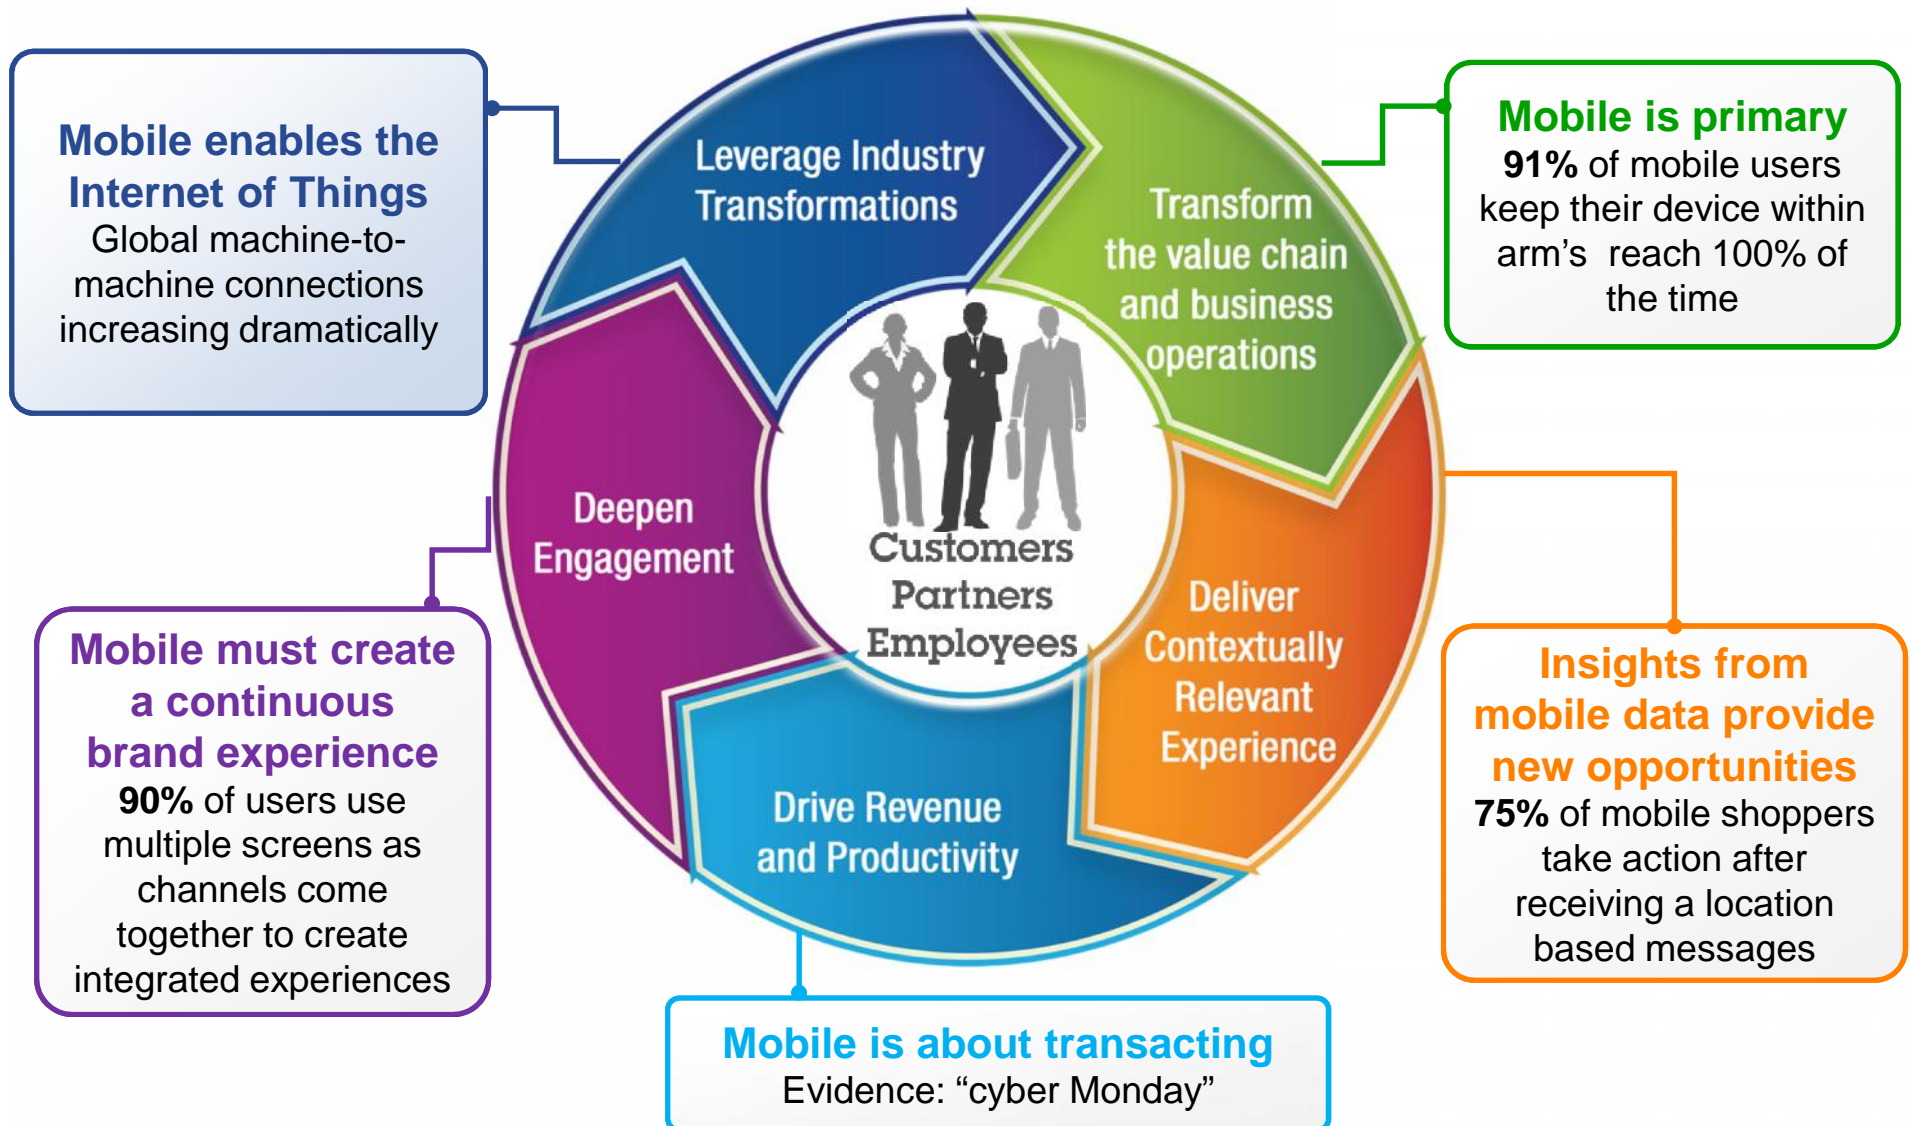 Mobile enables the
Internet of Things
Global machine-to-
machine connections
increasing dramatically
Leverage Industry
Transformations
Transform
the value chain
and business
operations
Mobile is primary
91% of mobile users
keep their device within
arm's  reach 100% of
the time
Deepen
Engagement
Customers
Partners
Employees
Deliver
Contextually
Relevant
Experience
Mobile must create
a continuous
brand experience
90% of users use
multiple screens as
channels come
together to create
integrated experiences
Drive Revenue
and Productivity
Insights from
mobile data provide
new opportunities
75% of mobile shoppers
take action after
receiving a location
based messages
Mobile is about transacting
Evidence: “cyber Monday”